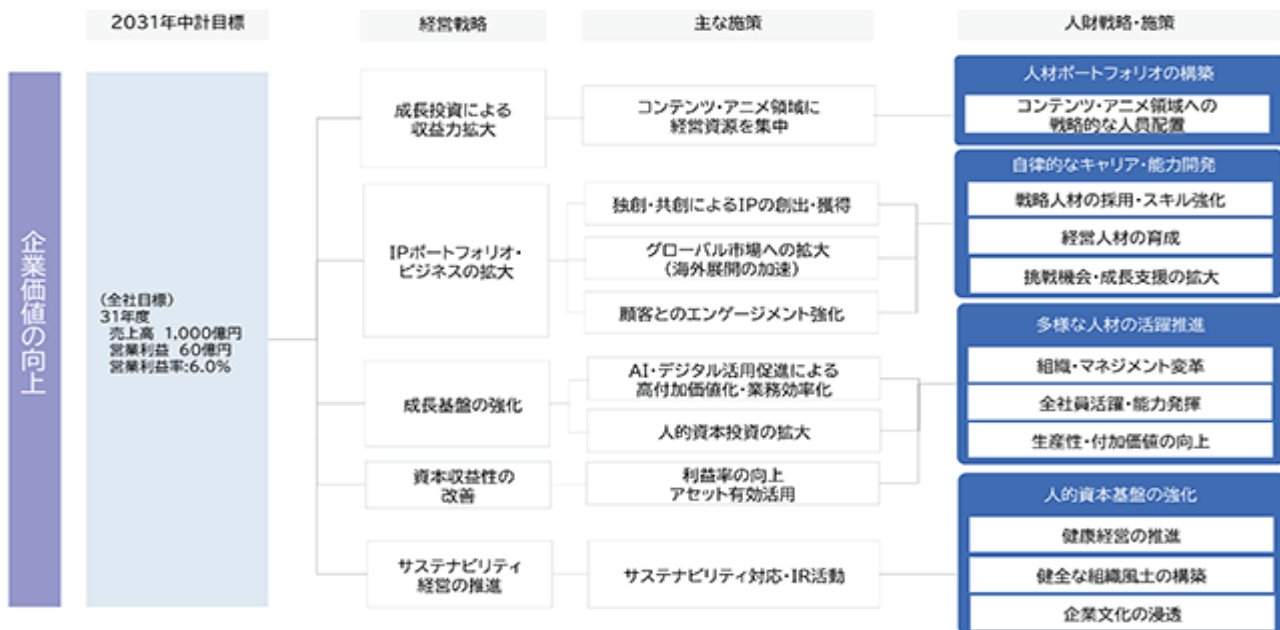 2031年中計目標
経営戦略
主な施策
人財戦略・施策
企業価値の向上
(全社目標)
31年度
売上高 1,000億円
営業利益 60億円
営業利益率:6.0%
成長投資による
収益力拡大
コンテンツ・アニメ領域に
経営資源を集中
人材ポートフォリオの構築
コンテンツ・アニメ領域への
戦略的な人員配置
IPポートフォリオ・
ビジネスの拡大
独創・共創によるIPの創出・獲得
グローバル市場への拡大
(海外展開の加速)
顧客とのエンゲージメント強化
自律的なキャリア・能力開発
戦略人材の採用・スキル強化
経営人材の育成
挑戦機会・成長支援の拡大
成長基盤の強化
AI・デジタル活用促進による
高付加価値化・業務効率化
人的資本投資の拡大
資本収益性の
改善
利益率の向上
アセット有効活用
多様な人材の活躍推進
組織・マネジメント変革
全社員活躍・能力発揮
生産性・付加価値の向上
サステナビリティ
経営の推進
サステナビリティ対応・IR活動
人的資本基盤の強化
健康経営の推進
健全な組織風土の構築
企業文化の浸透